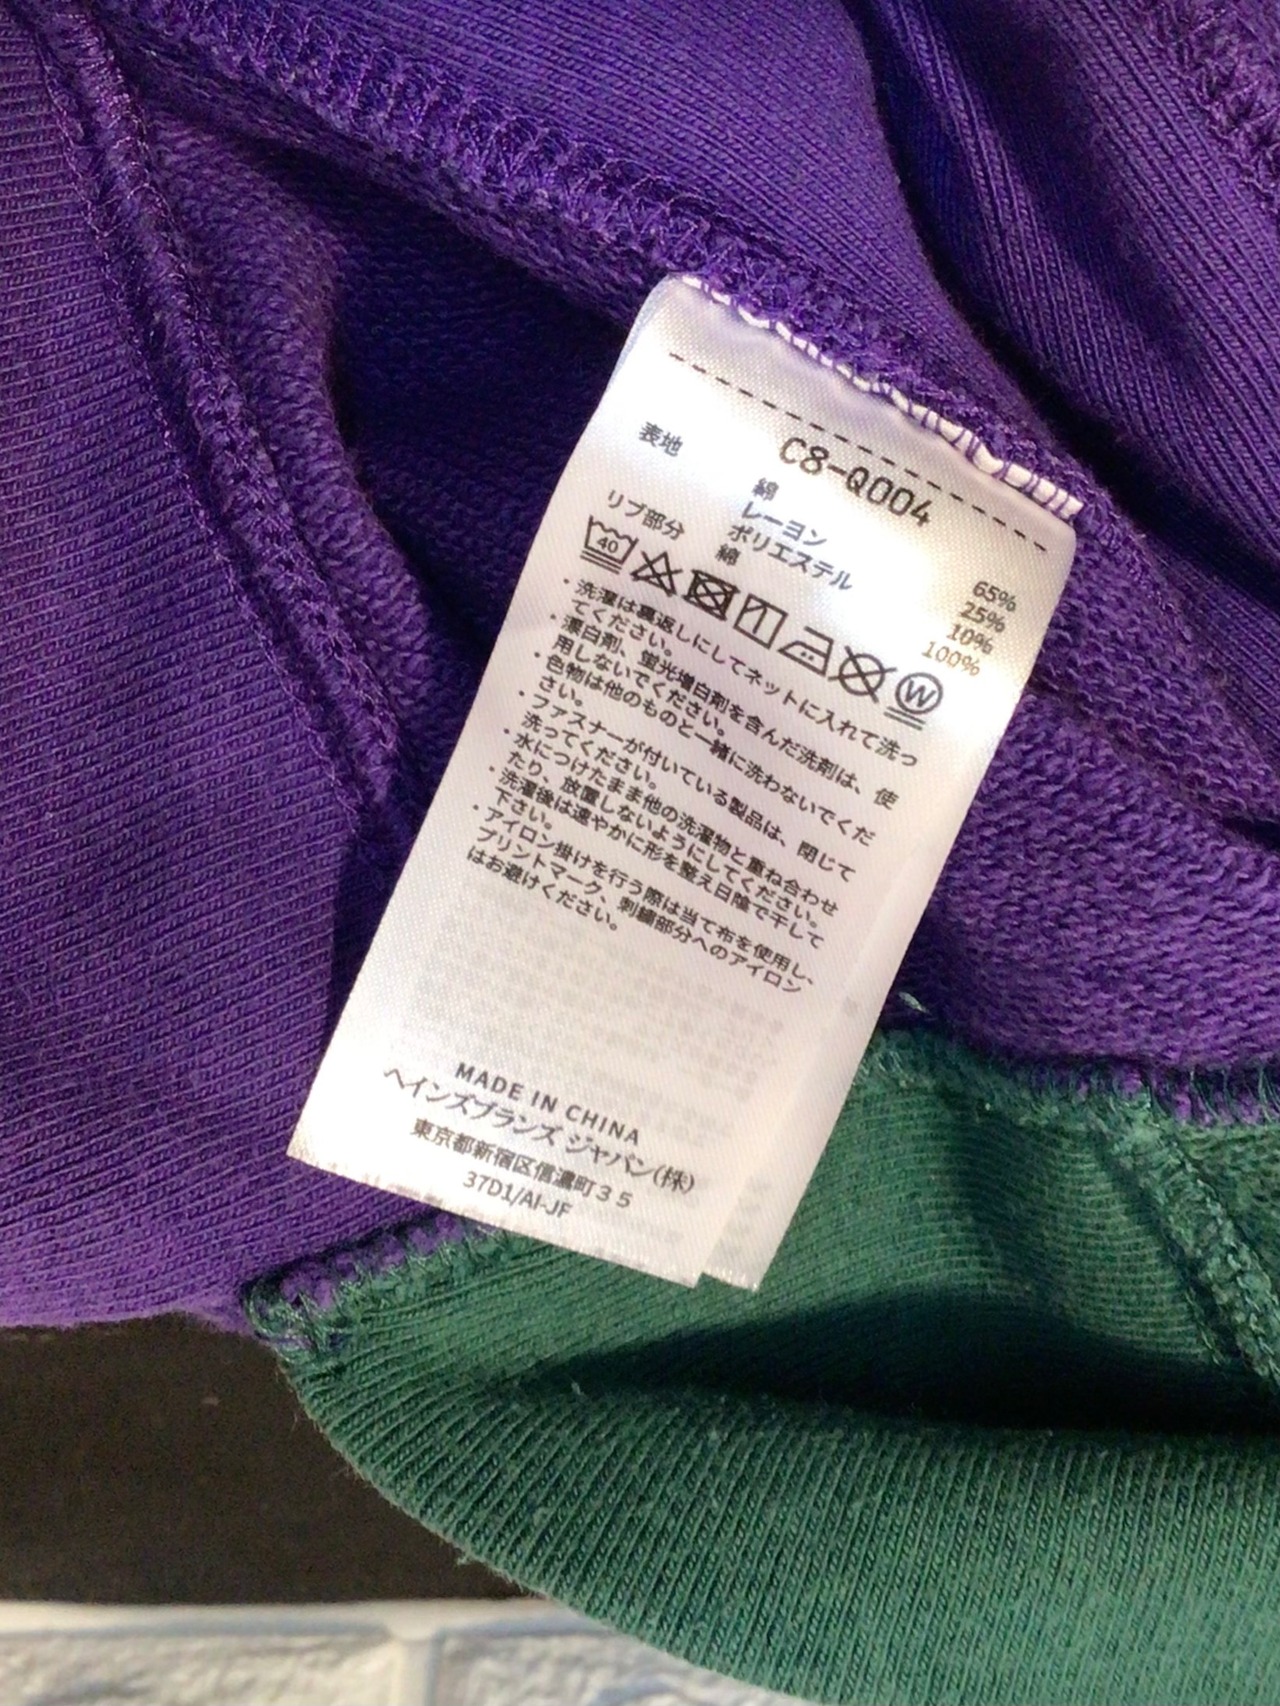 C8-Q004
表地 綿 65%
レーヨン 25%
ポリエステル 10%
リブ部分 綿 100%
40 W
・洗濯は裏返しにしてネットに入れて洗っ
てください。
・漂白剤、蛍光増白剤を含んだ洗剤は、使
用しないでください。
・色物は他のものと一緒に洗わないでくだ
さい。
・ファスナーが付いている製品は、閉じて
洗ってください。
・水につけたまま他の洗濯物と重ね合わせ
たり、放置しないようにしてください。
・洗濯後は速やかに形を整え日陰で干して
下さい。
・アイロン掛けを行う際は当て布を使用し、
プリントマーク、刺繍部分へのアイロン
はお避けください。
MADE IN CHINA
ヘインズブランズ ジャパン(株)
東京都新宿区信濃町35
37D1/AI-JF